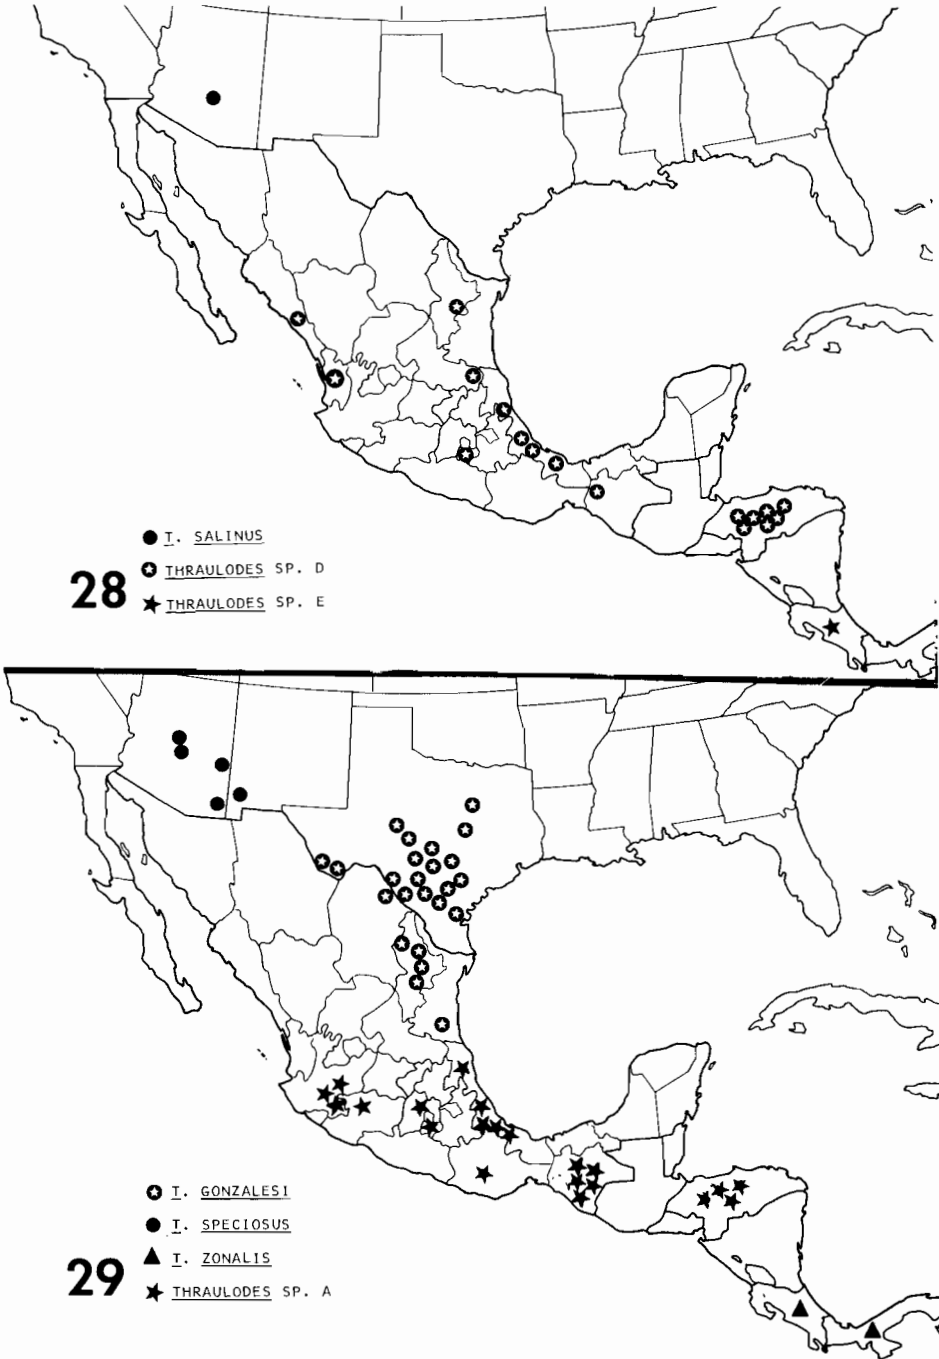 T. SALINUS
THRAULODES SP. D
THRAULODES SP. E
28
T. GONZALESI
T. SPECIOSUS
T. ZONALIS
THRAULODES SP. A
29